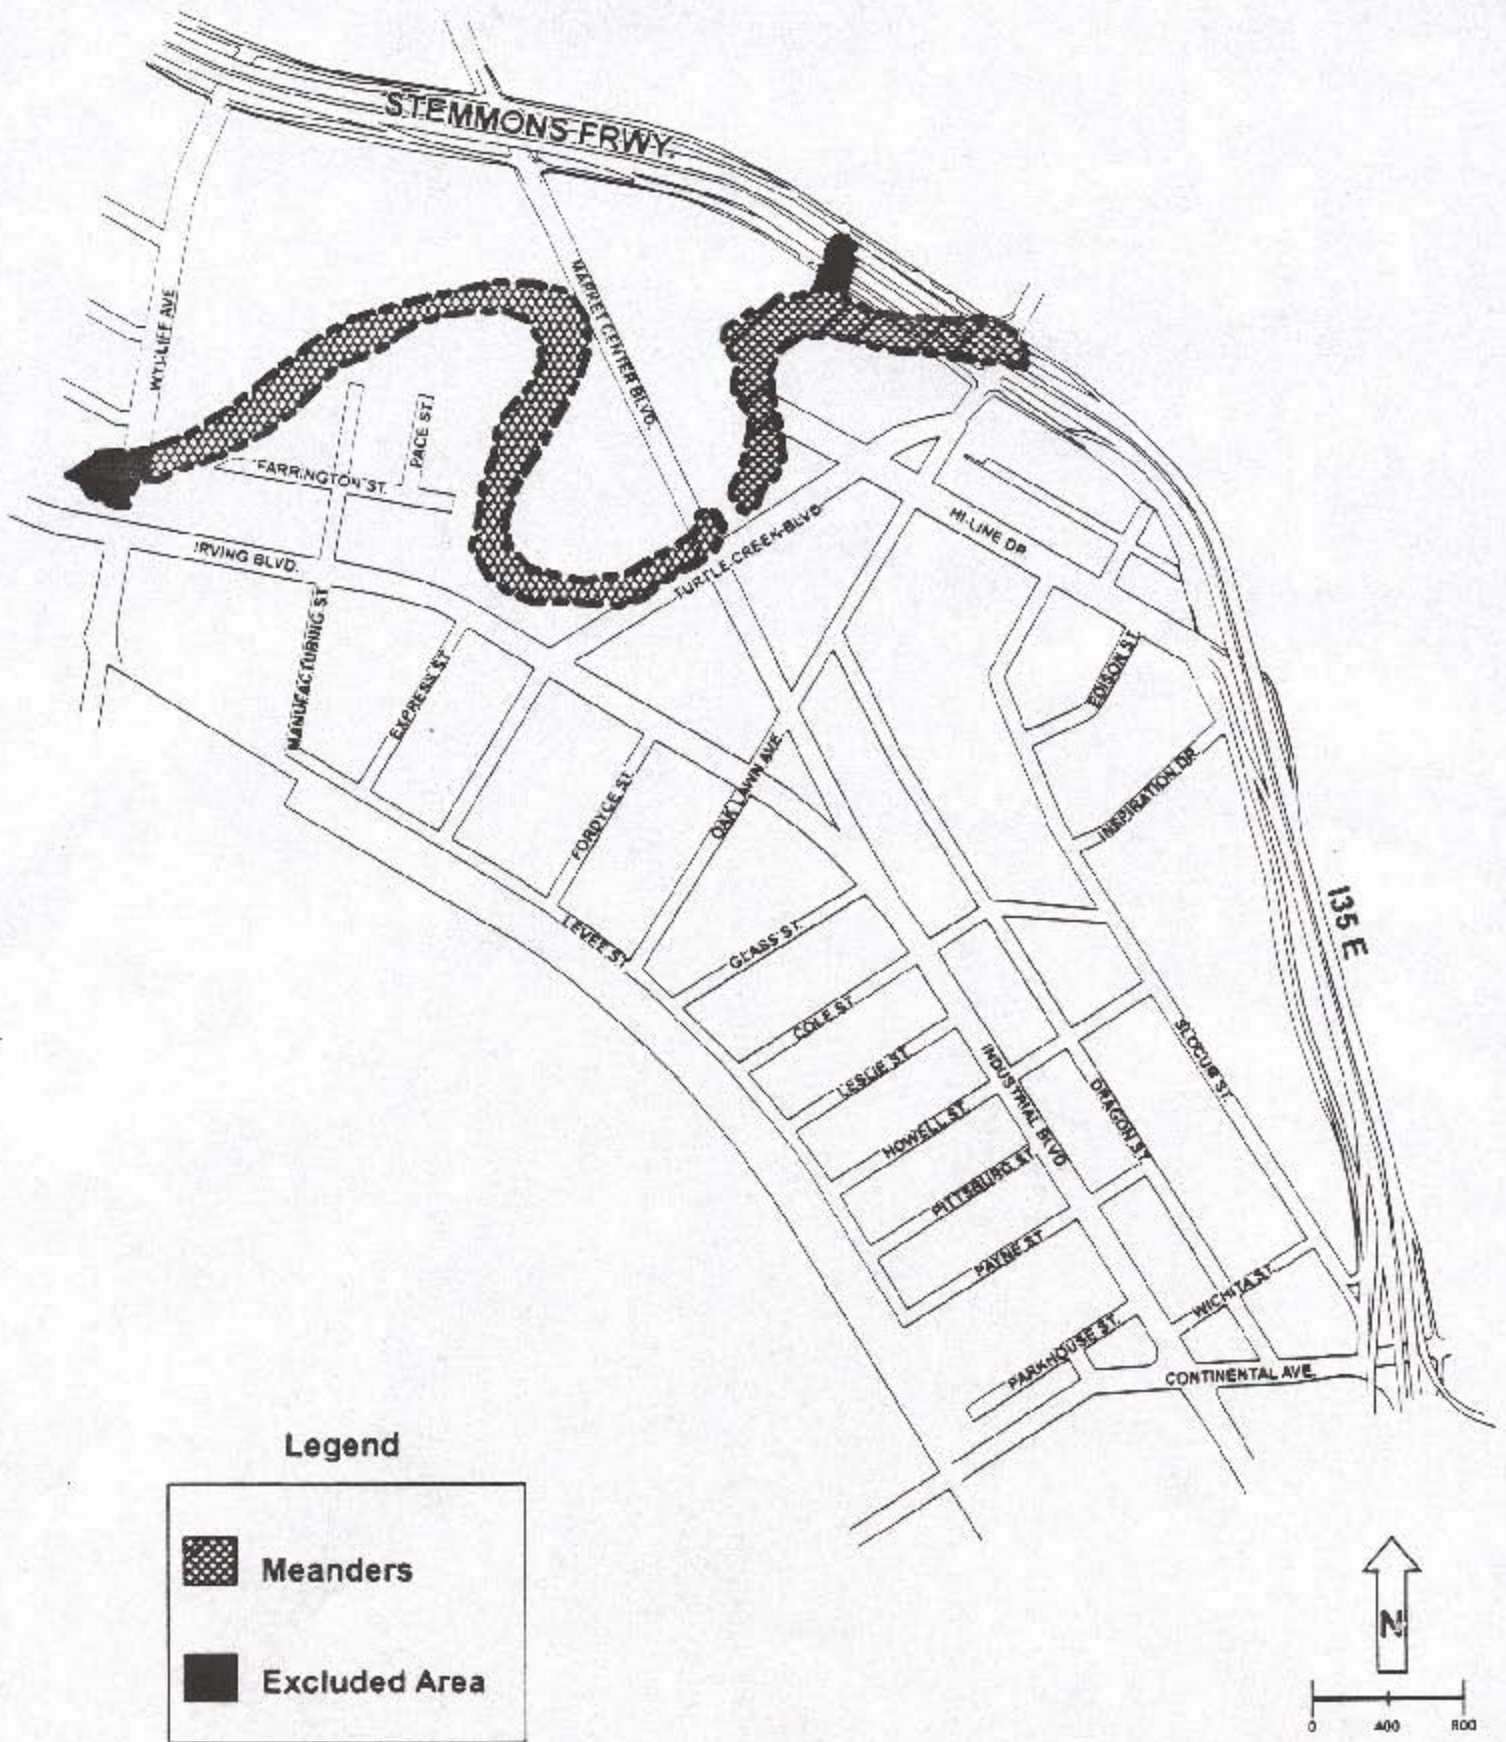 STEMMONS FRWY.
MARKET CENTER BLVD.
WYCLIFF AVE
PACE ST.
FARRINGTON ST.
IRVING BLVD.
TURTLE CREEK BLVD
HI-LINE DR
MANUFACTURING ST
EXPRESS ST
EDISON ST.
FORDYCE ST.
OAK LAWN AVE.
INSPIRATION DR
I35 E
LEVEE ST
GLASS ST.
COLE ST
LESLIE ST
HOWELL ST.
PITTSBURG ST.
PAYNE ST
INDUSTRIAL BLVD
DRAGON ST
SLOCUM ST.
WICHITA ST
PARKHOUSE ST.
CONTINENTAL AVE.
Legend
Meanders
Excluded Area
N
0 400 800